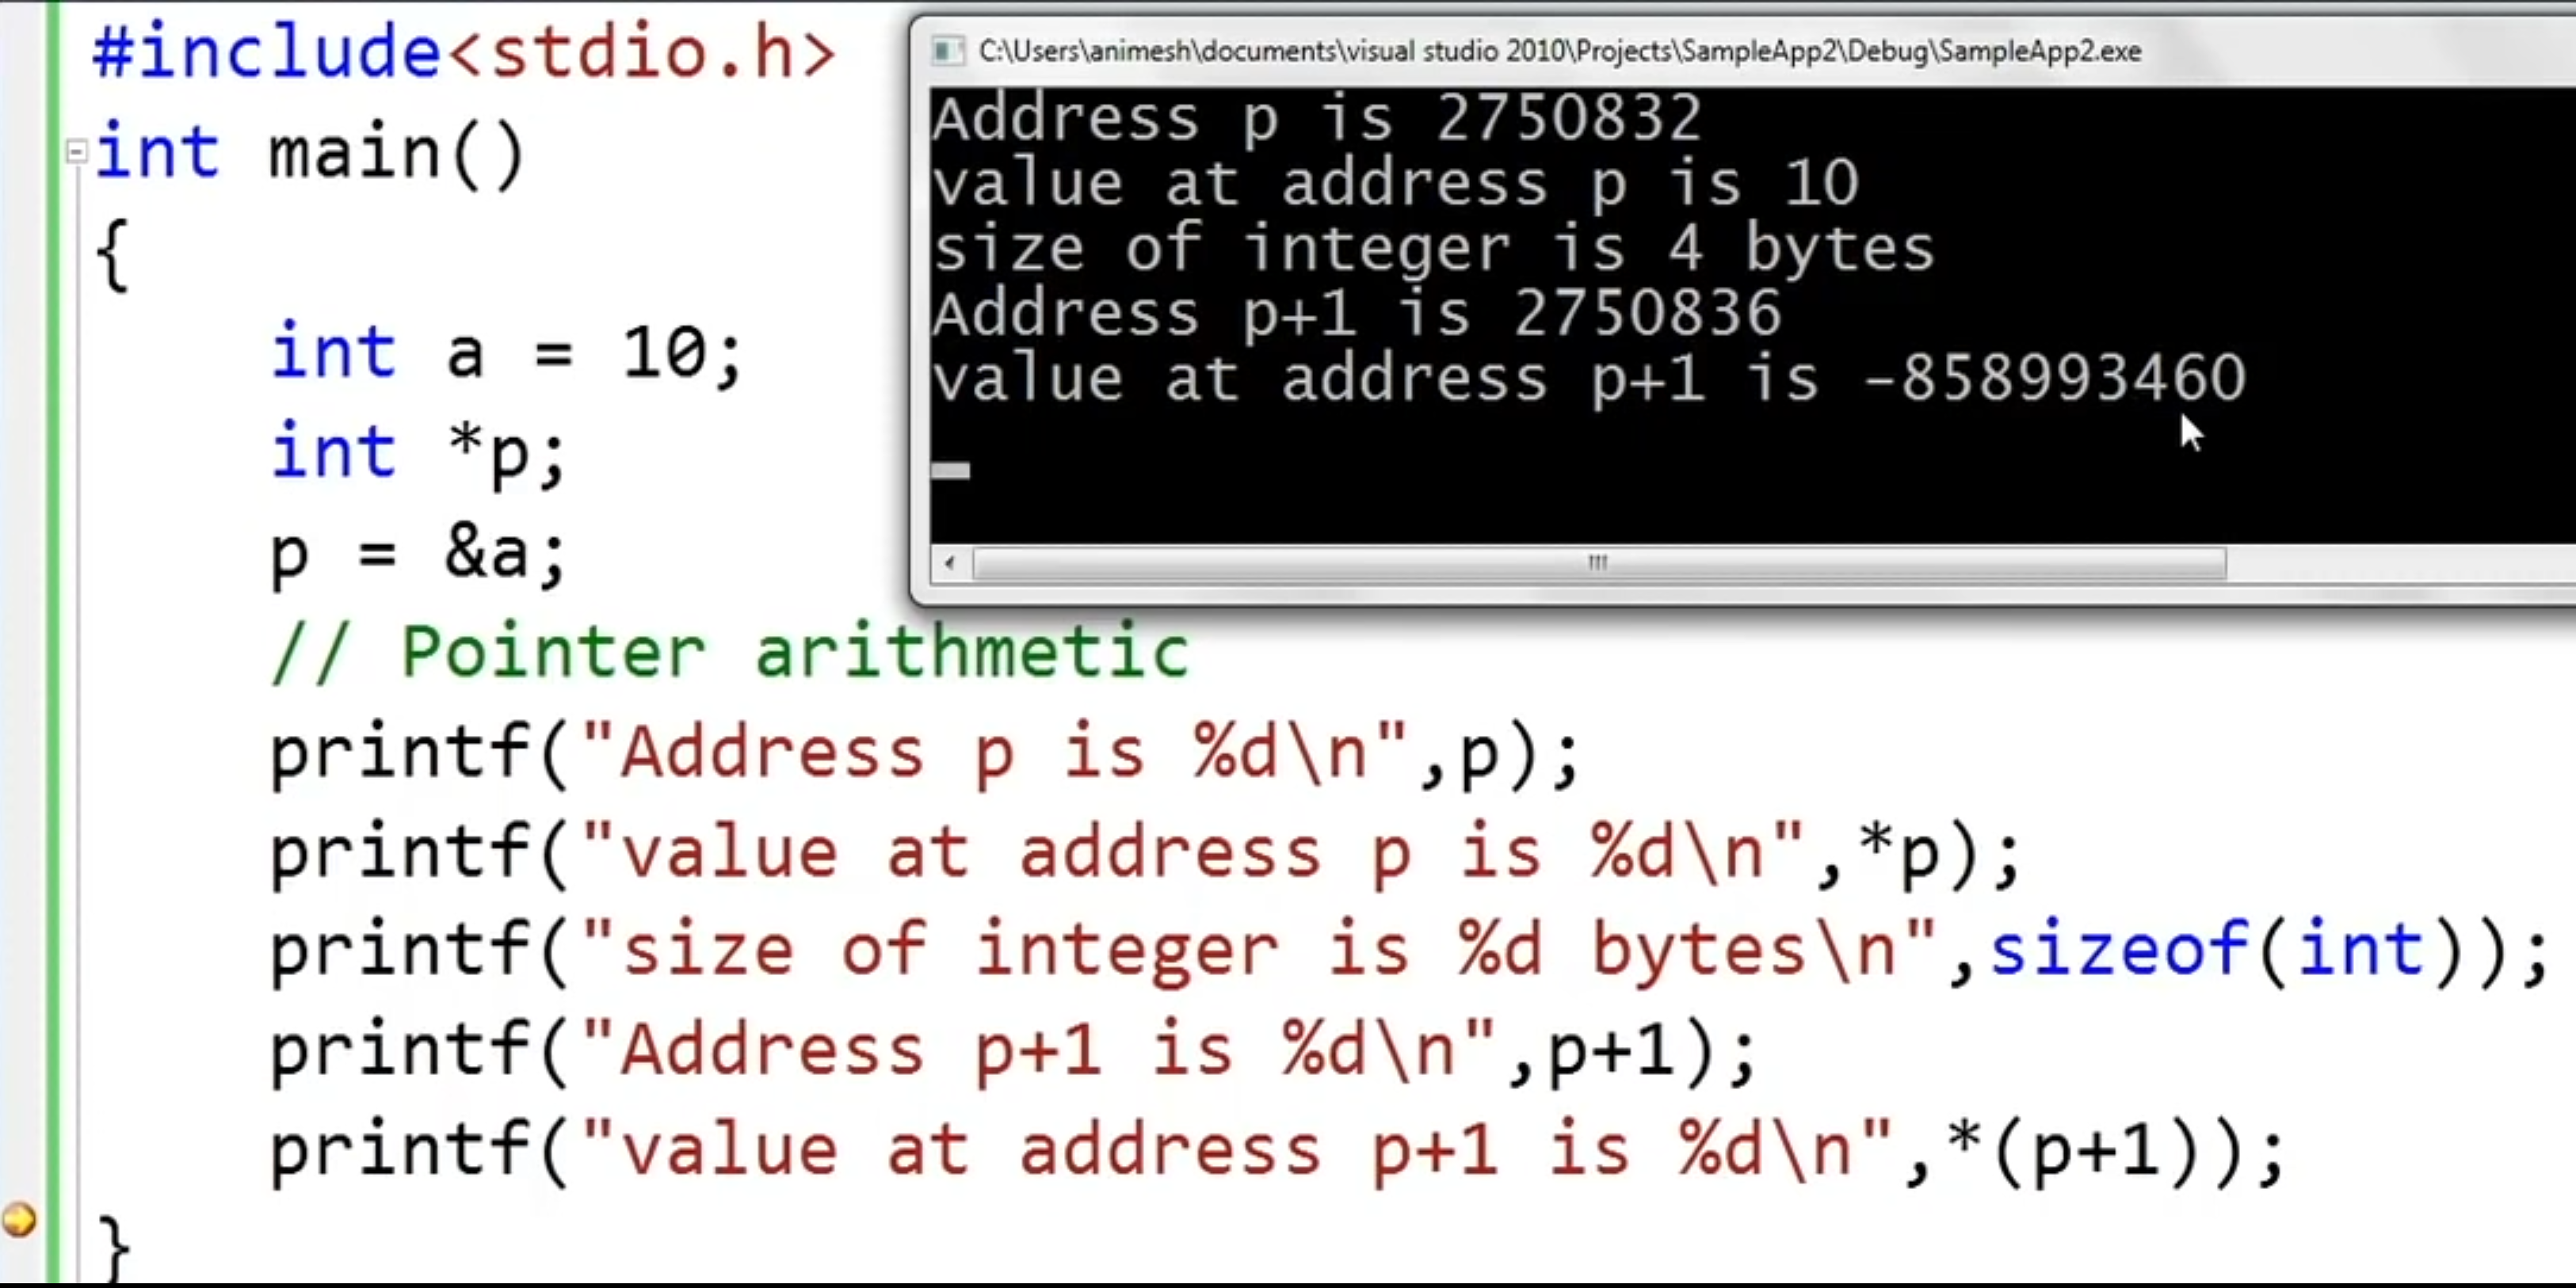 #include<stdio.h>
int main()
{
int a = 10;
int *p;
p = &a;
// Pointer arithmetic
printf("Address p is %d\n",p);
printf("value at address p is %d\n",*p);
printf("size of integer is %d bytes\n",sizeof(int));
printf("Address p+1 is %d\n",p+1);
printf("value at address p+1 is %d\n",*(p+1));
}
C:\Users\animesh\documents\visual studio 2010\Projects\SampleApp2\Debug\SampleApp2.exe
Address p is 2750832
value at address p is 10
size of integer is 4 bytes
Address p+1 is 2750836
value at address p+1 is -858993460